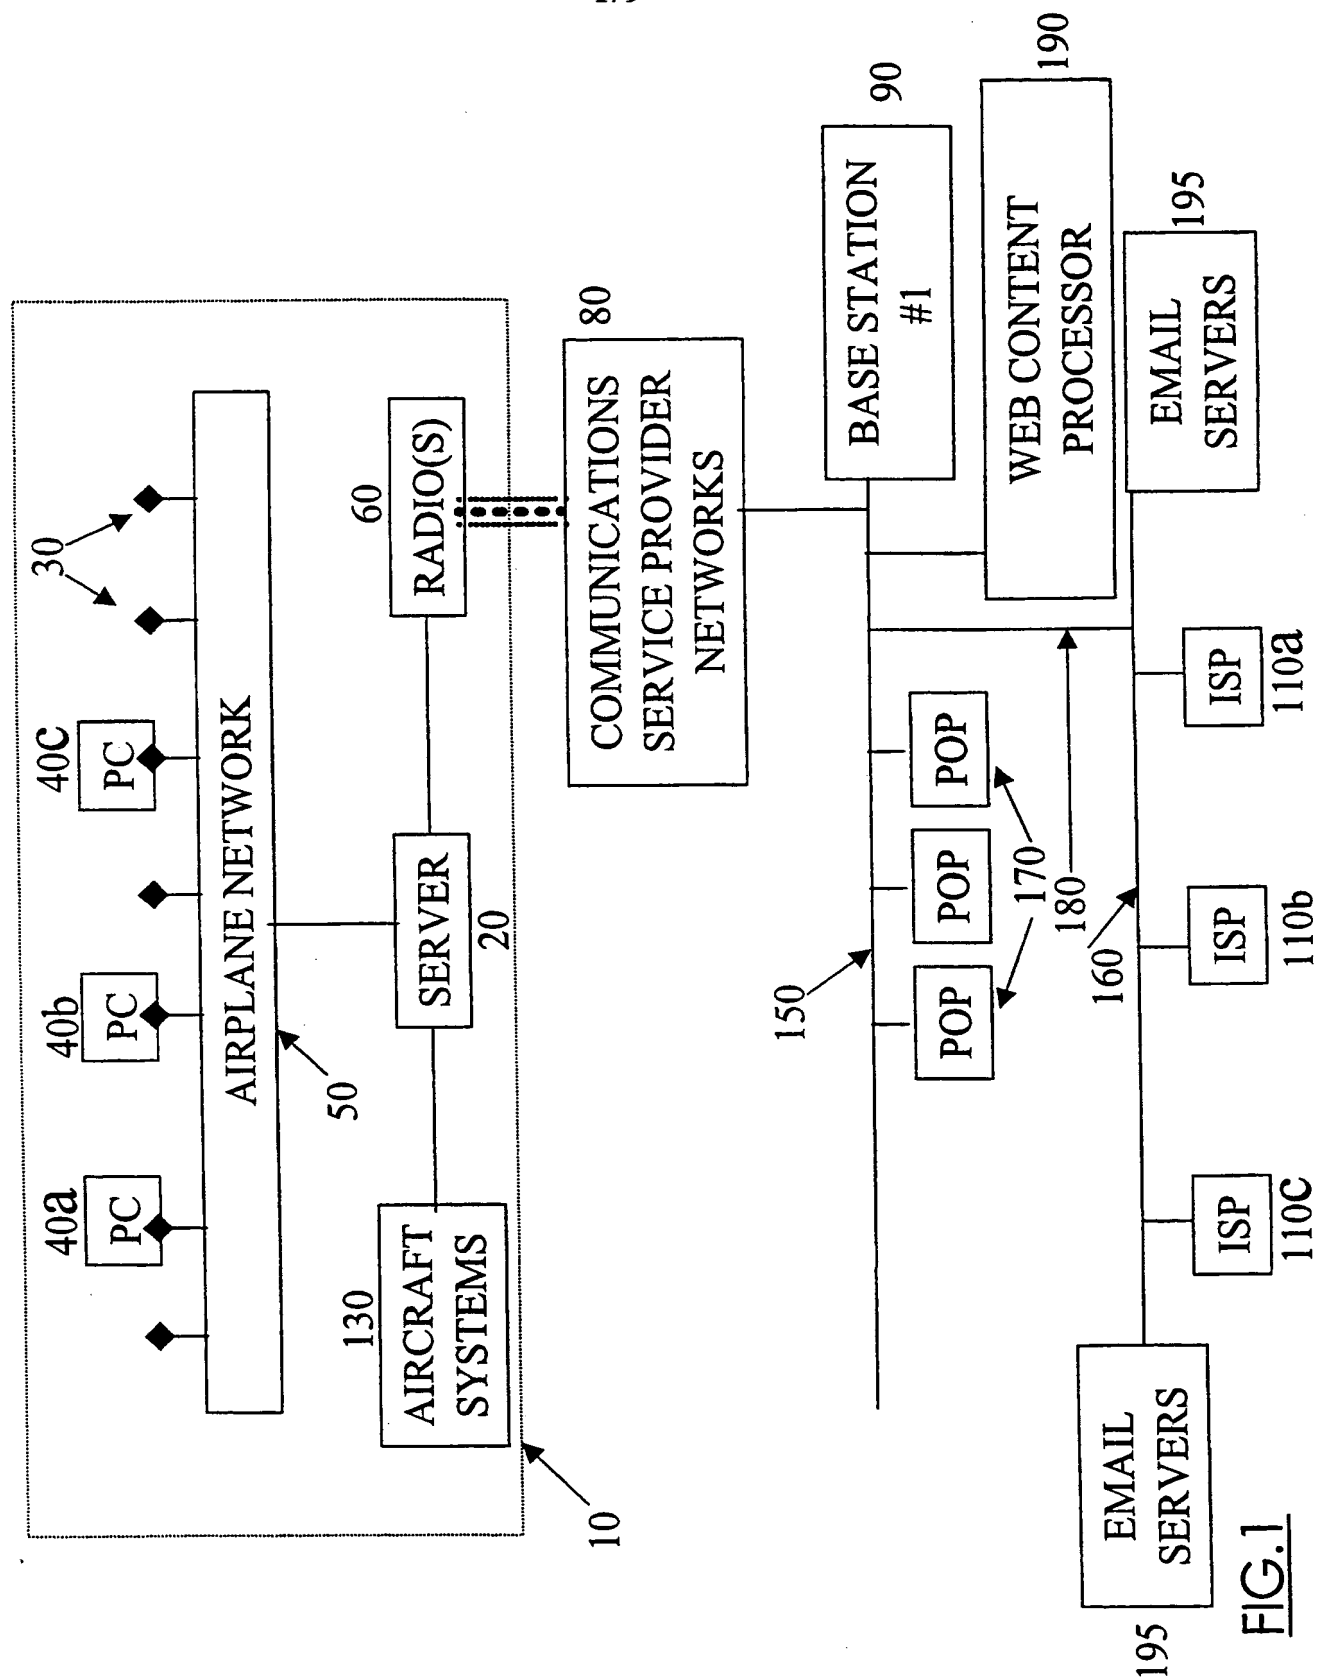 40a
40b
40c
30
PC
PC
PC
AIRPLANE NETWORK
50
130
60
AIRCRAFT
SYSTEMS
SERVER
20
RADIO(S)
10
80
COMMUNICATIONS
SERVICE PROVIDER
NETWORKS
150
BASE STATION
#1
90
POP
POP
POP
170
180
WEB CONTENT
PROCESSOR
190
160
EMAIL
SERVERS
195
EMAIL
SERVERS
195
ISP
ISP
ISP
110c
110b
110a
FIG.1